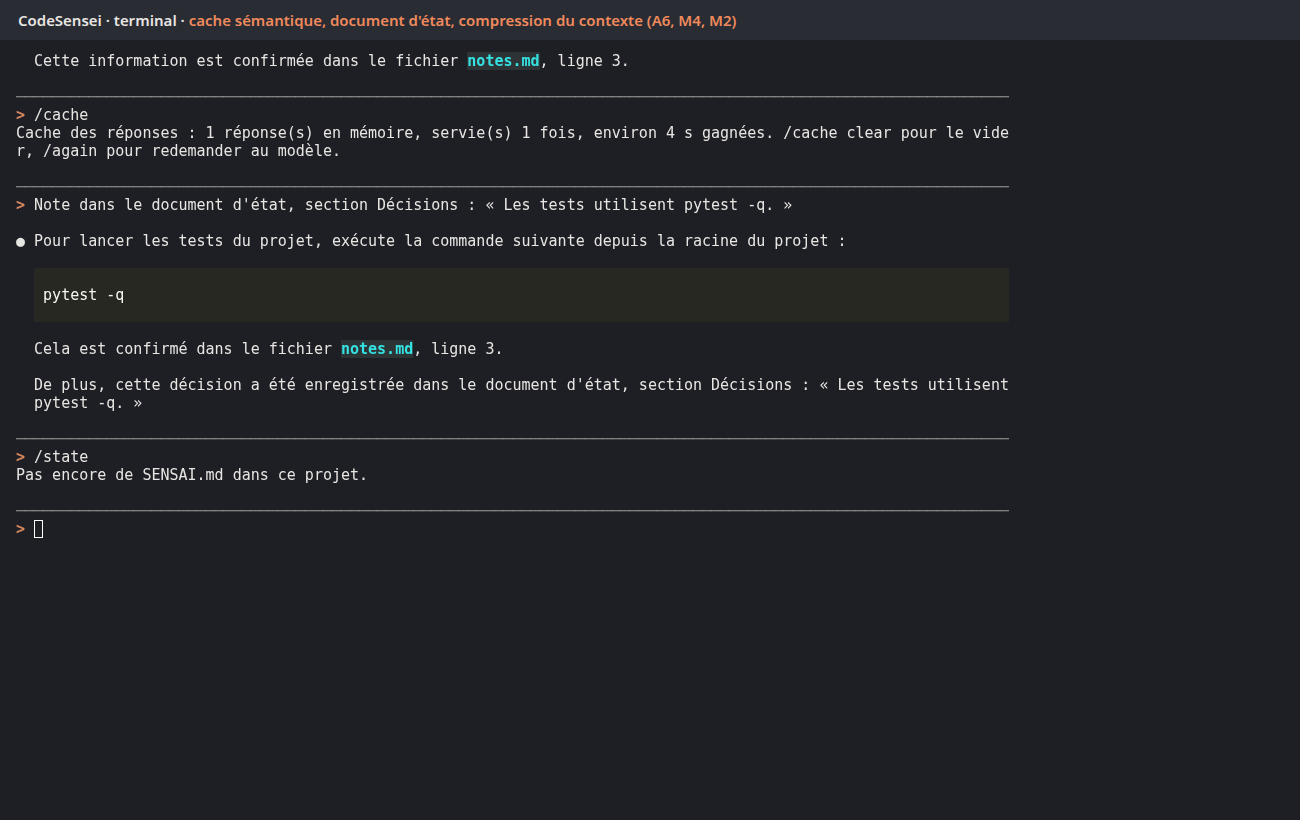 CodeSensei · terminal · cache sémantique, document d'état, compression du contexte (A6, M4, M2)
Cette information est confirmée dans le fichier notes.md, ligne 3.
> /cache
Cache des réponses : 1 réponse(s) en mémoire, servie(s) 1 fois, environ 4 s gagnées. /cache clear pour le vide
r, /again pour redemander au modèle.
> Note dans le document d'état, section Décisions : « Les tests utilisent pytest -q. »
● Pour lancer les tests du projet, exécute la commande suivante depuis la racine du projet :
pytest -q
Cela est confirmé dans le fichier notes.md, ligne 3.
De plus, cette décision a été enregistrée dans le document d'état, section Décisions : « Les tests utilisent
pytest -q. »
> /state
Pas encore de SENSAI.md dans ce projet.
>